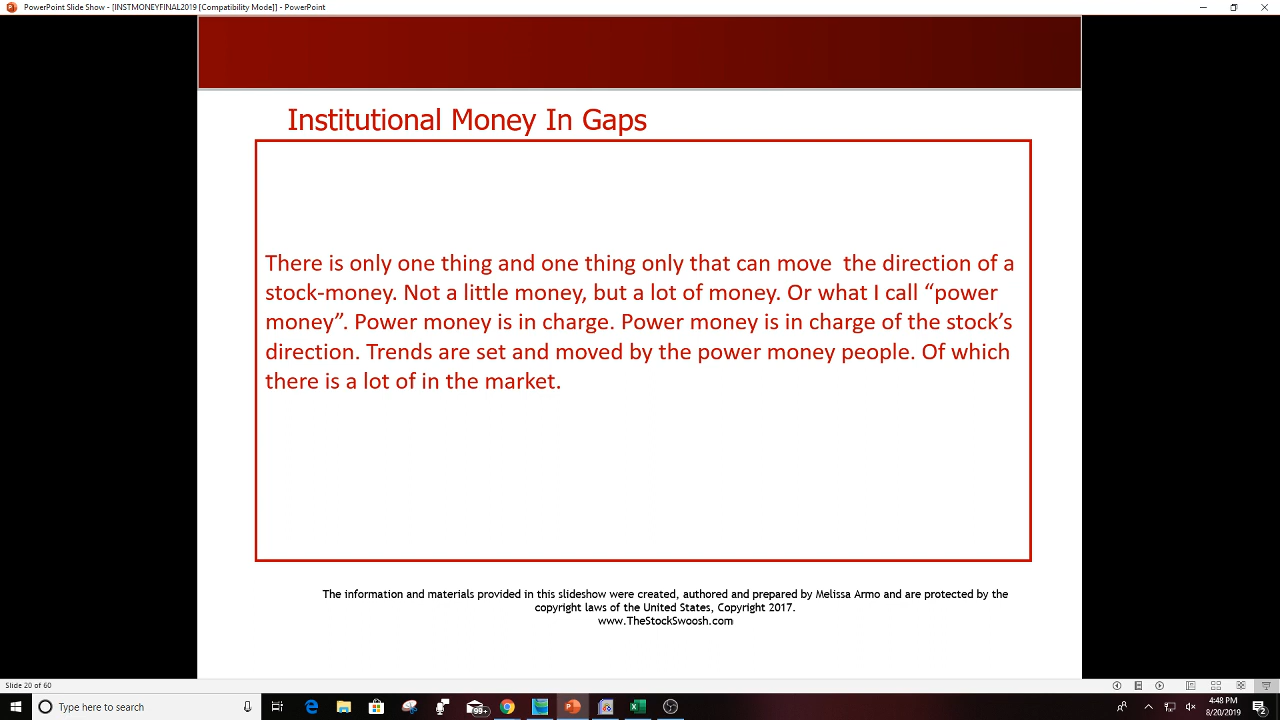 PowerPoint Slide Show - [INSTMONEYFINAL2019 [Compatibility Mode]] - PowerPoint
Institutional Money In Gaps
There is only one thing and one thing only that can move  the direction of a
stock-money. Not a little money, but a lot of money. Or what I call “power
money”. Power money is in charge. Power money is in charge of the stock’s
direction. Trends are set and moved by the power money people. Of which
there is a lot of in the market.
The information and materials provided in this slideshow were created, authored and prepared by Melissa Armo and are protected by the
copyright laws of the United States, Copyright 2017.
www.TheStockSwoosh.com
Slide 20 of 60
Type here to search
99+
4:48 PM
8/20/2019
2